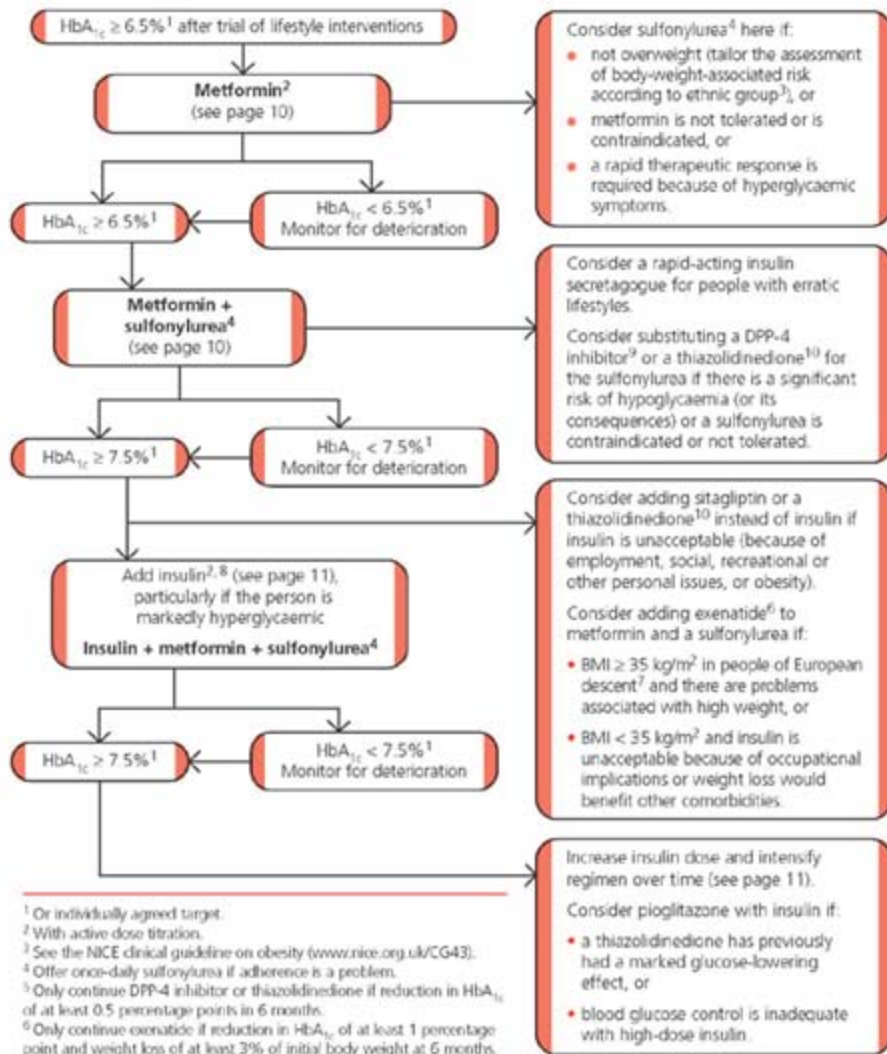 HbA1c ≥ 6.5%1 after trial of lifestyle interventions
Metformin2
(see page 10)
Consider sulfonylurea4 here if:
• not overweight (tailor the assessment
of body-weight-associated risk
according to ethnic group3), or
• metformin is not tolerated or is
contraindicated, or
• a rapid therapeutic response is
required because of hyperglycaemic
symptoms.
HbA1c ≥ 6.5%1
HbA1c < 6.5%1
Monitor for deterioration
Metformin +
sulfonylurea4
(see page 10)
Consider a rapid-acting insulin
secretagogue for people with erratic
lifestyles.
Consider substituting a DPP-4
inhibitor9 or a thiazolidinedione10 for
the sulfonylurea if there is a significant
risk of hypoglycaemia (or its
consequences) or a sulfonylurea is
contraindicated or not tolerated.
HbA1c ≥ 7.5%1
HbA1c < 7.5%1
Monitor for deterioration
Consider adding sitagliptin or a
thiazolidinedione10 instead of insulin if
insulin is unacceptable (because of
employment, social, recreational or
other personal issues, or obesity).
Consider adding exenatide6 to
metformin and a sulfonylurea if:
• BMI ≥ 35 kg/m2 in people of European
descent7 and there are problems
associated with high weight, or
• BMI < 35 kg/m2 and insulin is
unacceptable because of occupational
implications or weight loss would
benefit other comorbidities.
Add insulin2, 8 (see page 11),
particularly if the person is
markedly hyperglycaemic
Insulin + metformin + sulfonylurea4
HbA1c ≥ 7.5%1
HbA1c < 7.5%1
Monitor for deterioration
Increase insulin dose and intensify
regimen over time (see page 11).
Consider pioglitazone with insulin if:
• a thiazolidinedione has previously
had a marked glucose-lowering
effect, or
• blood glucose control is inadequate
with high-dose insulin.
1 Or individually agreed target.
2 With active dose titration.
3 See the NICE clinical guideline on obesity (www.nice.org.uk/CG43).
4 Offer once-daily sulfonylurea if adherence is a problem.
5 Only continue DPP-4 inhibitor or thiazolidinedione if reduction in HbA1c
of at least 0.5 percentage points in 6 months.
6 Only continue exenatide if reduction in HbA1c of at least 1 percentage
point and weight loss of at least 3% of initial body weight at 6 months.